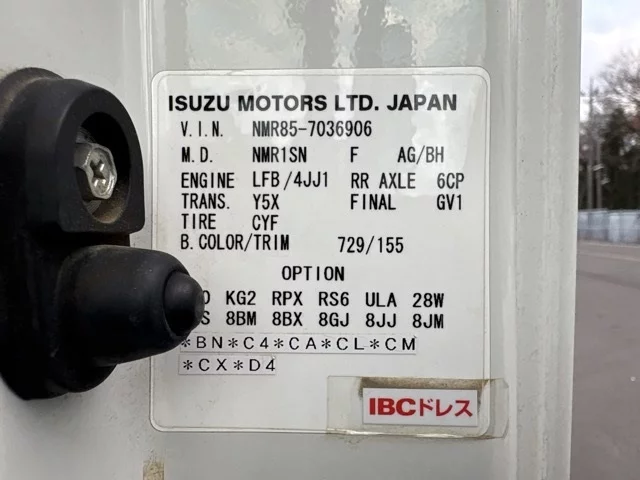 ISUZU MOTORS LTD. JAPAN
V.I.N. NMR85-7036906
M.D. NMR1SN F AG/BH
ENGINE LFB/4JJ1 RR AXLE 6CP
TRANS. Y5X FINAL GV1
TIRE CYF
B.COLOR/TRIM 729/155
OPTION
KG2 RPX RS6 ULA 28W
8BM 8BX 8GJ 8JJ 8JM
*BN*C4*CA*CL*CM
*CX*D4
IBCドレス